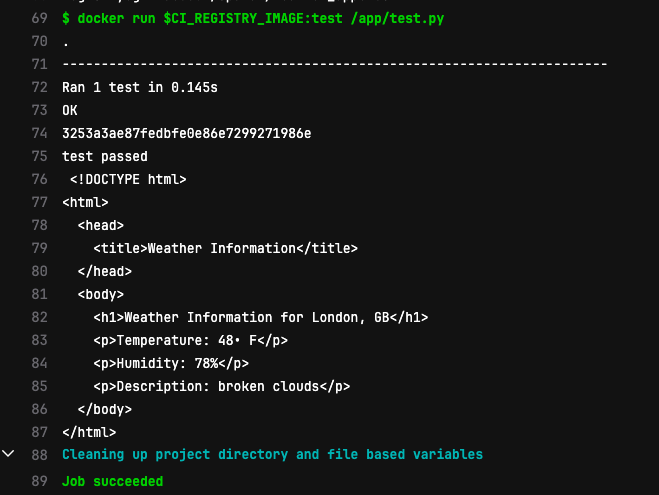 69 $ docker run $CI_REGISTRY_IMAGE:test /app/test.py
70 .
71 ----------------------------------------------------------------------
72 Ran 1 test in 0.145s
73 OK
74 3253a3ae87fedbfe0e86e7299271986e
75 test passed
76  <!DOCTYPE html>
77 <html>
78   <head>
79     <title>Weather Information</title>
80   </head>
81   <body>
82     <h1>Weather Information for London, GB</h1>
83     <p>Temperature: 48• F</p>
84     <p>Humidity: 78%</p>
85     <p>Description: broken clouds</p>
86   </body>
87 </html>
88 Cleaning up project directory and file based variables
89 Job succeeded